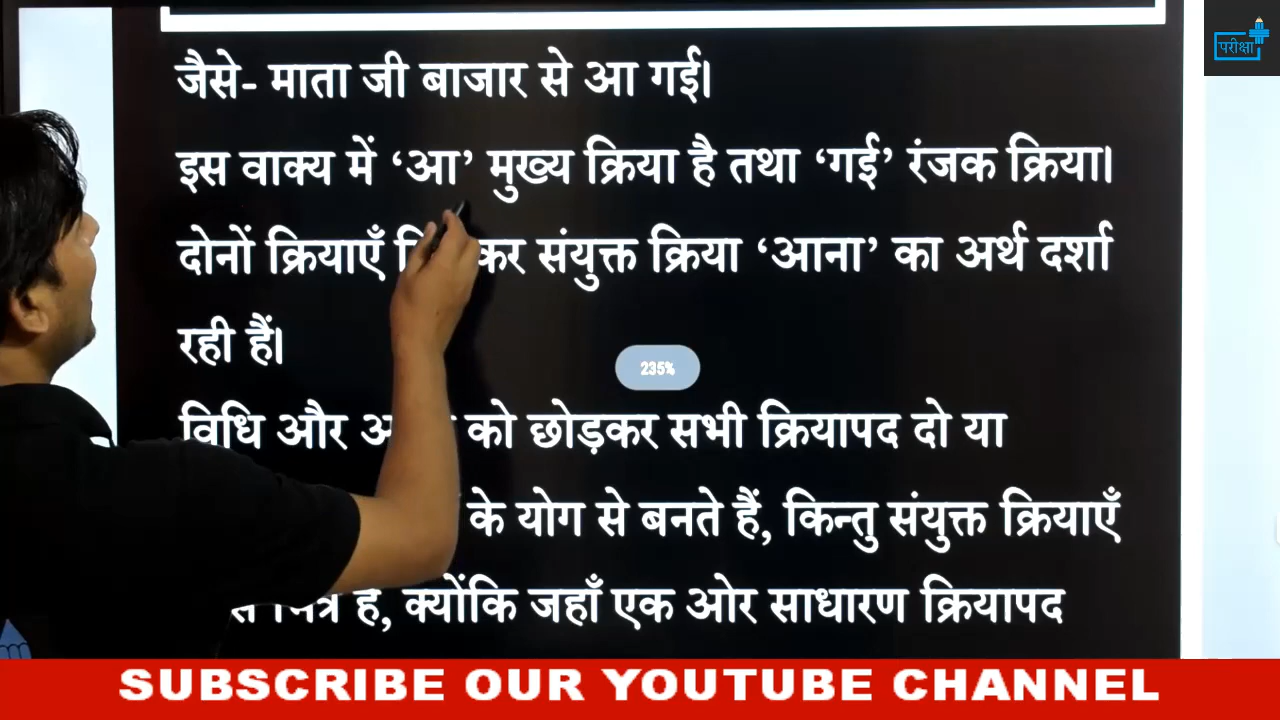 परीक्षा
जैसे- माता जी बाजार से आ गई।
इस वाक्य में ‘आ’ मुख्य क्रिया है तथा ‘गई’ रंजक क्रिया।
दोनों क्रियाएँ संयुक्त क्रिया ‘आना’ का अर्थ दर्शा
रही हैं।
235%
विधि और को छोड़कर सभी क्रियापद दो या
के योग से बनते हैं, किन्तु संयुक्त क्रियाएँ
क्योंकि जहाँ एक ओर साधारण क्रियापद
SUBSCRIBE OUR YOUTUBE CHANNEL